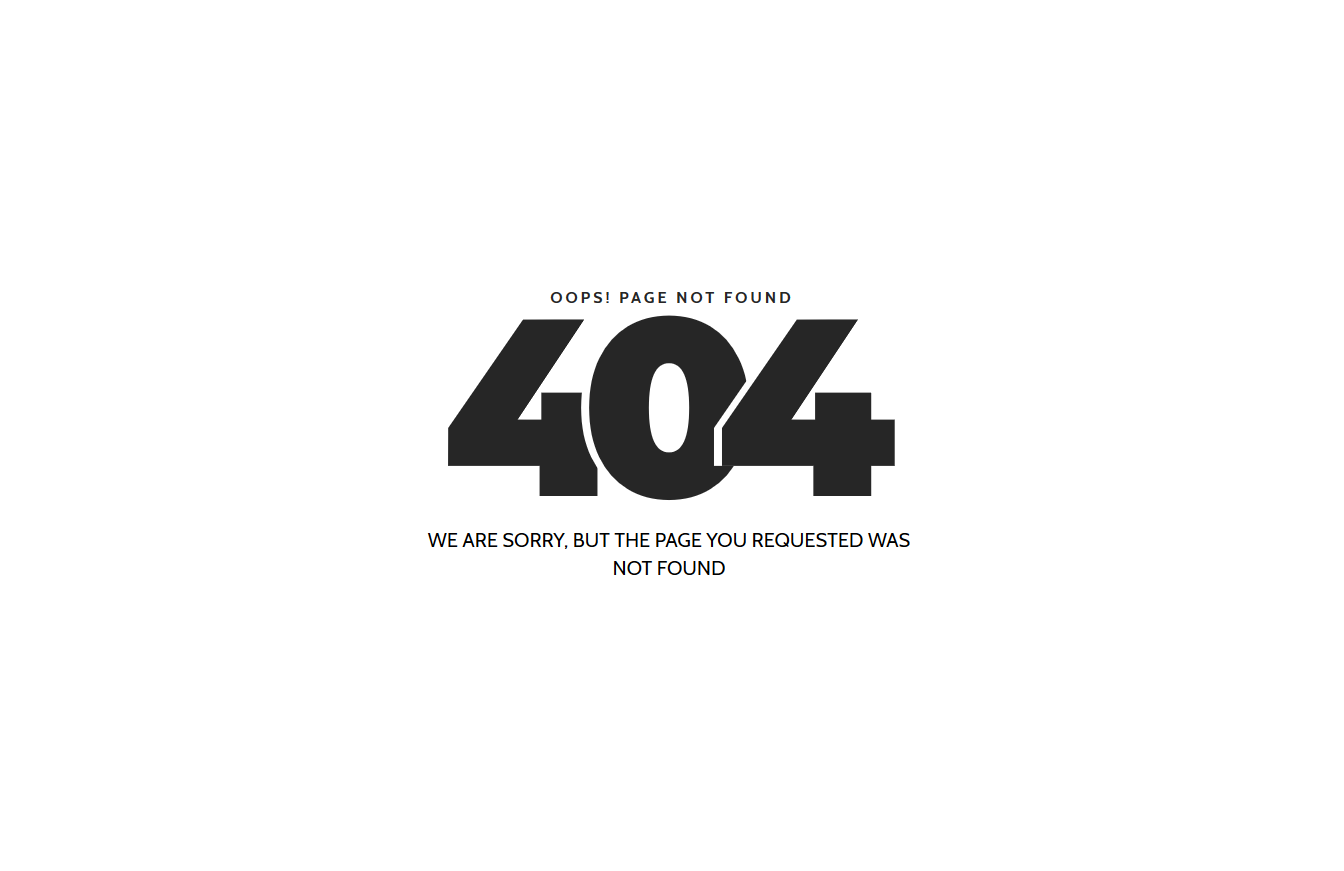 OOPS! PAGE NOT FOUND
404
WE ARE SORRY, BUT THE PAGE YOU REQUESTED WAS
NOT FOUND